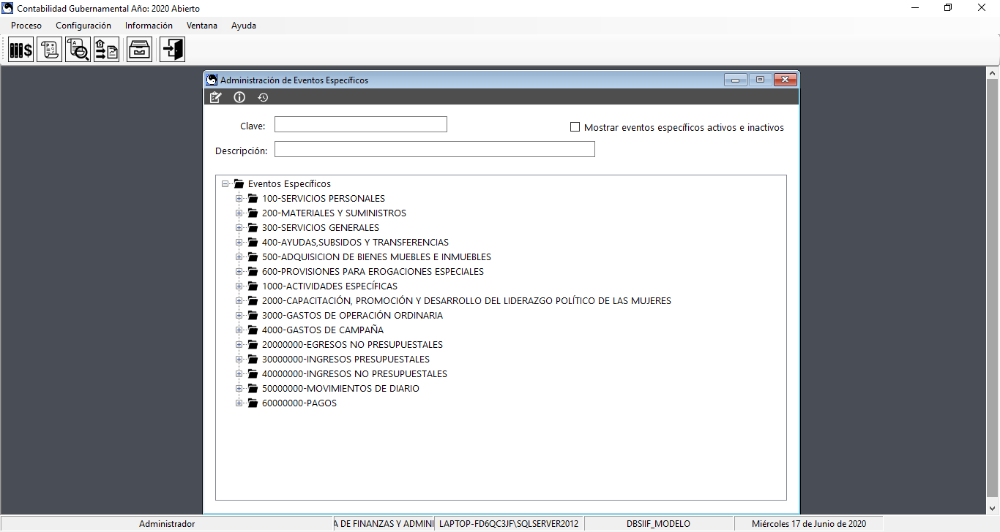 Contabilidad Gubernamental Año: 2020 Abierto
Proceso Configuración Información Ventana Ayuda
Administración de Eventos Específicos
Clave:
Mostrar eventos específicos activos e inactivos
Descripción:
Eventos Específicos
100-SERVICIOS PERSONALES
200-MATERIALES Y SUMINISTROS
300-SERVICIOS GENERALES
400-AYUDAS,SUBSIDOS Y TRANSFERENCIAS
500-ADQUISICION DE BIENES MUEBLES E INMUEBLES
600-PROVISIONES PARA EROGACIONES ESPECIALES
1000-ACTIVIDADES ESPECÍFICAS
2000-CAPACITACIÓN, PROMOCIÓN Y DESARROLLO DEL LIDERAZGO POLÍTICO DE LAS MUJERES
3000-GASTOS DE OPERACIÓN ORDINARIA
4000-GASTOS DE CAMPAÑA
20000000-EGRESOS NO PRESUPUESTALES
30000000-INGRESOS PRESUPUESTALES
40000000-INGRESOS NO PRESUPUESTALES
50000000-MOVIMIENTOS DE DIARIO
60000000-PAGOS
Administrador A DE FINANZAS Y ADMINI LAPTOP-FD6QC3JF\SQLSERVER2012 DBSIIF_MODELO Miércoles 17 de Junio de 2020